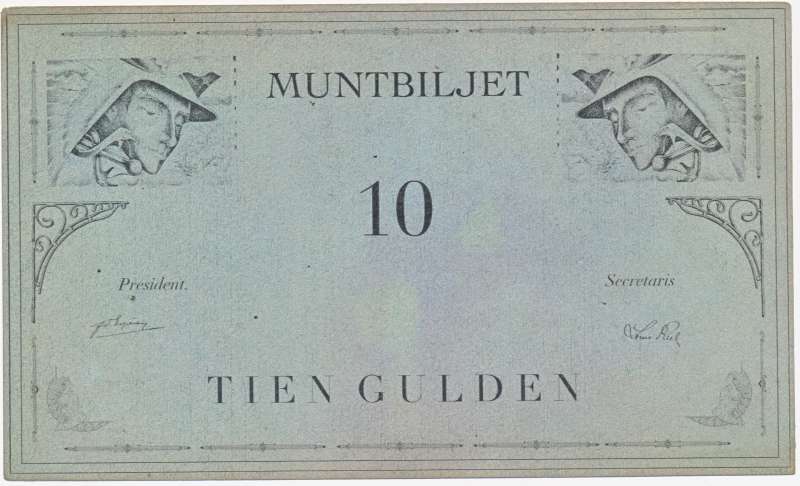 MUNTBILJET
10
President.
Secretaris
TIEN GULDEN